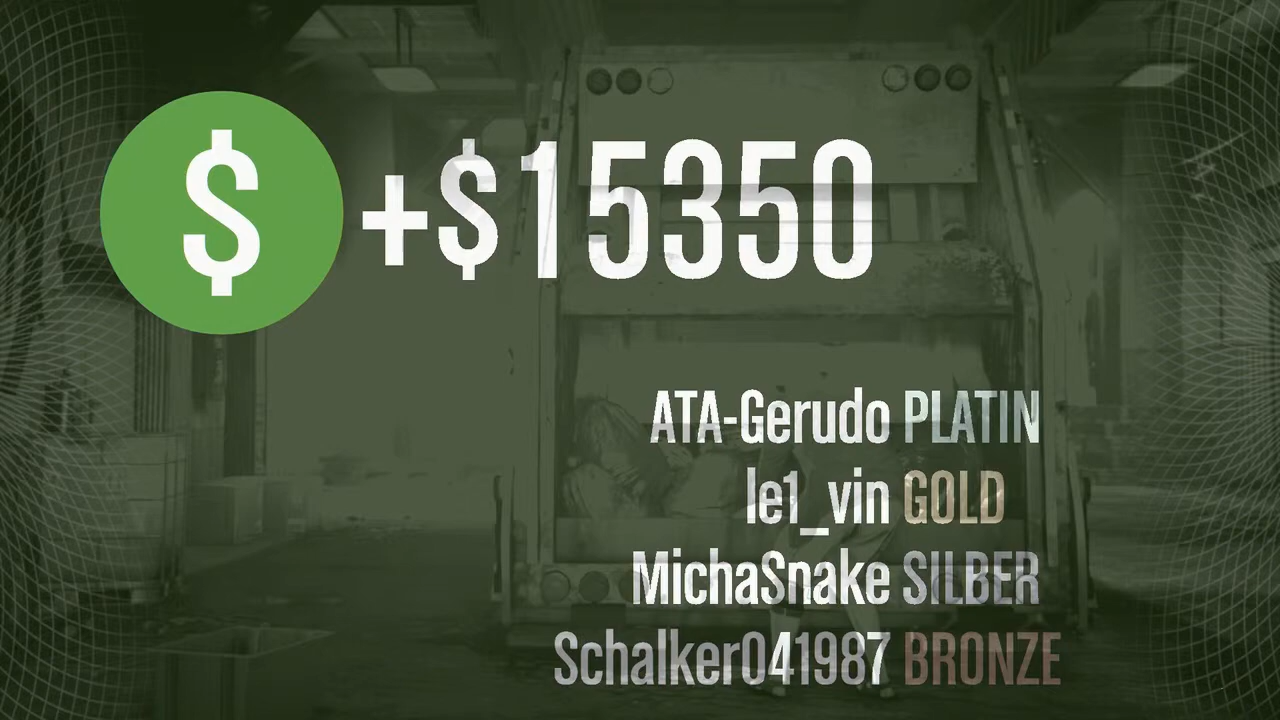 $ +$15350
ATA-Gerudo PLATIN
le1_vin GOLD
MichaSnake SILBER
Schalker041987 BRONZE